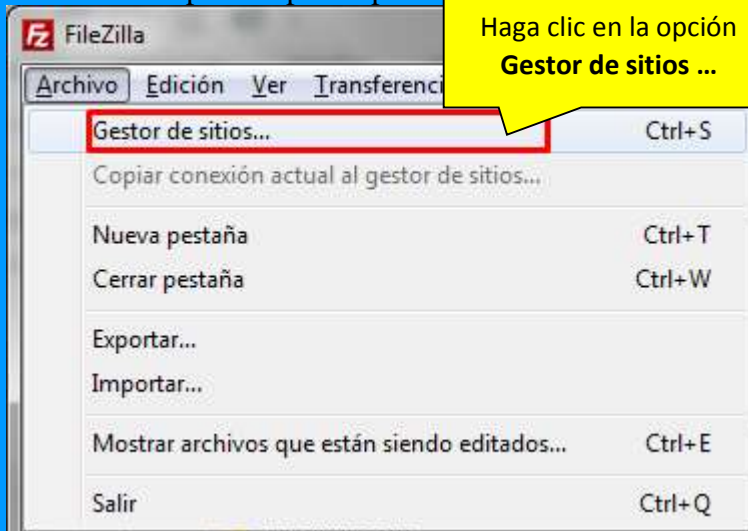 FileZilla
Haga clic en la opción
Gestor de sitios ...
Archivo Edición Ver Transferenci
Gestor de sitios... Ctrl+S
Copiar conexión actual al gestor de sitios...
Nueva pestaña Ctrl+T
Cerrar pestaña Ctrl+W
Exportar...
Importar...
Mostrar archivos que están siendo editados... Ctrl+E
Salir Ctrl+Q